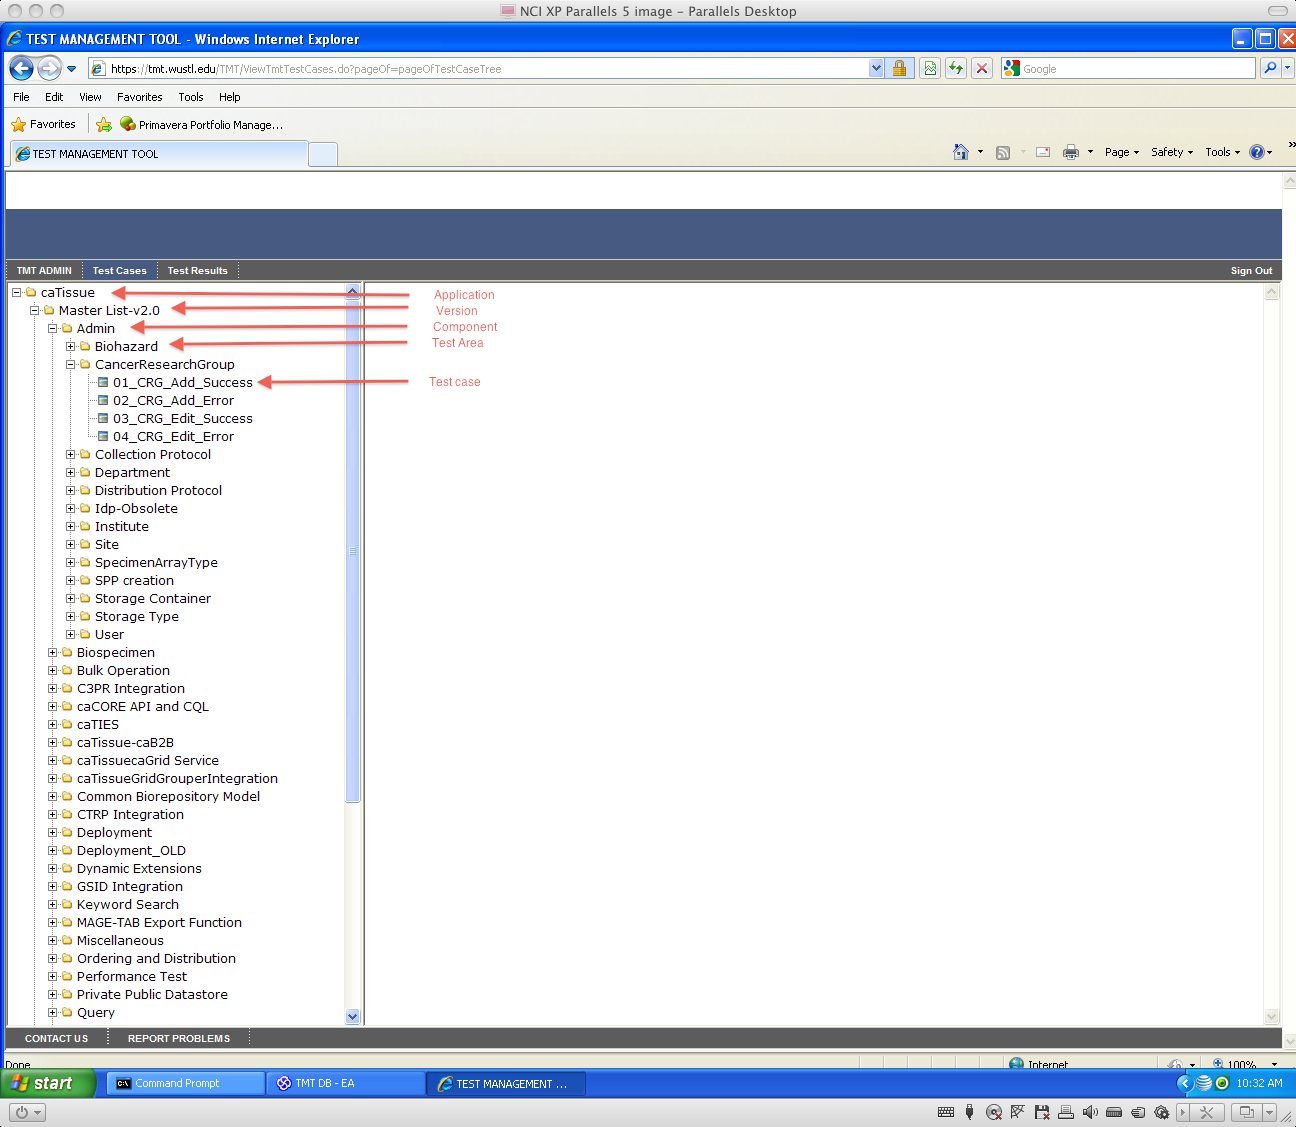 NCI XP Parallels 5 image – Parallels Desktop
TEST MANAGEMENT TOOL - Windows Internet Explorer
https://tmt.wustl.edu/TMT/ViewTmtTestCases.do?pageOf=pageOfTestCaseTree
Google
File Edit View Favorites Tools Help
Favorites Primavera Portfolio Manage...
TEST MANAGEMENT TOOL
Page Safety Tools
TMT ADMIN Test Cases Test Results Sign Out
caTissue Application
Master List-v2.0 Version
Admin Component
Biohazard Test Area
CancerResearchGroup
01_CRG_Add_Success Test case
02_CRG_Add_Error
03_CRG_Edit_Success
04_CRG_Edit_Error
Collection Protocol
Department
Distribution Protocol
Idp-Obsolete
Institute
Site
SpecimenArrayType
SPP creation
Storage Container
Storage Type
User
Biospecimen
Bulk Operation
C3PR Integration
caCORE API and CQL
caTIES
caTissue-caB2B
caTissuecaGrid Service
caTissueGridGrouperIntegration
Common Biorepository Model
CTRP Integration
Deployment
Deployment_OLD
Dynamic Extensions
GSID Integration
Keyword Search
MAGE-TAB Export Function
Miscellaneous
Ordering and Distribution
Performance Test
Private Public Datastore
Query
CONTACT US REPORT PROBLEMS
Done Internet 100%
start Command Prompt TMT DB - EA TEST MANAGEMENT ... 10:32 AM